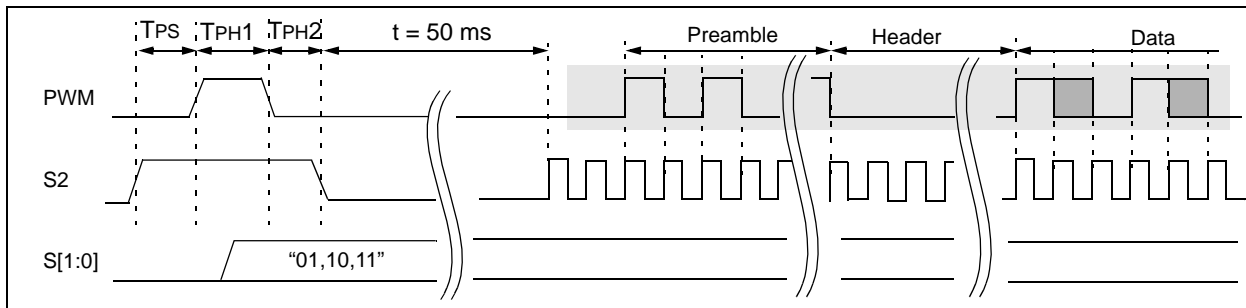 TPS TPH1 TPH2 t = 50 ms Preamble Header Data
PWM
S2
S[1:0] “01,10,11”